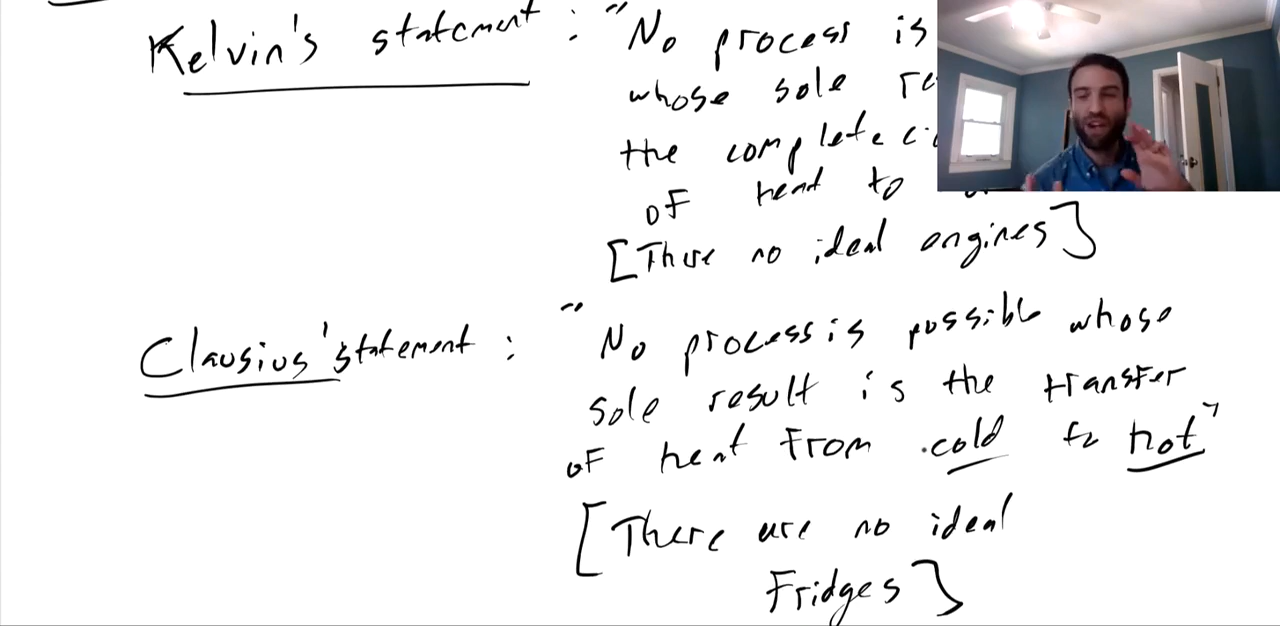 Kelvin's statement : "No process is
whose sole re
the complete c
of heat to
[There no ideal engines]
Clausius' statement : "No process is possible whose
sole result is the transfer
of heat from cold to hot"
[There are no ideal
Fridges]